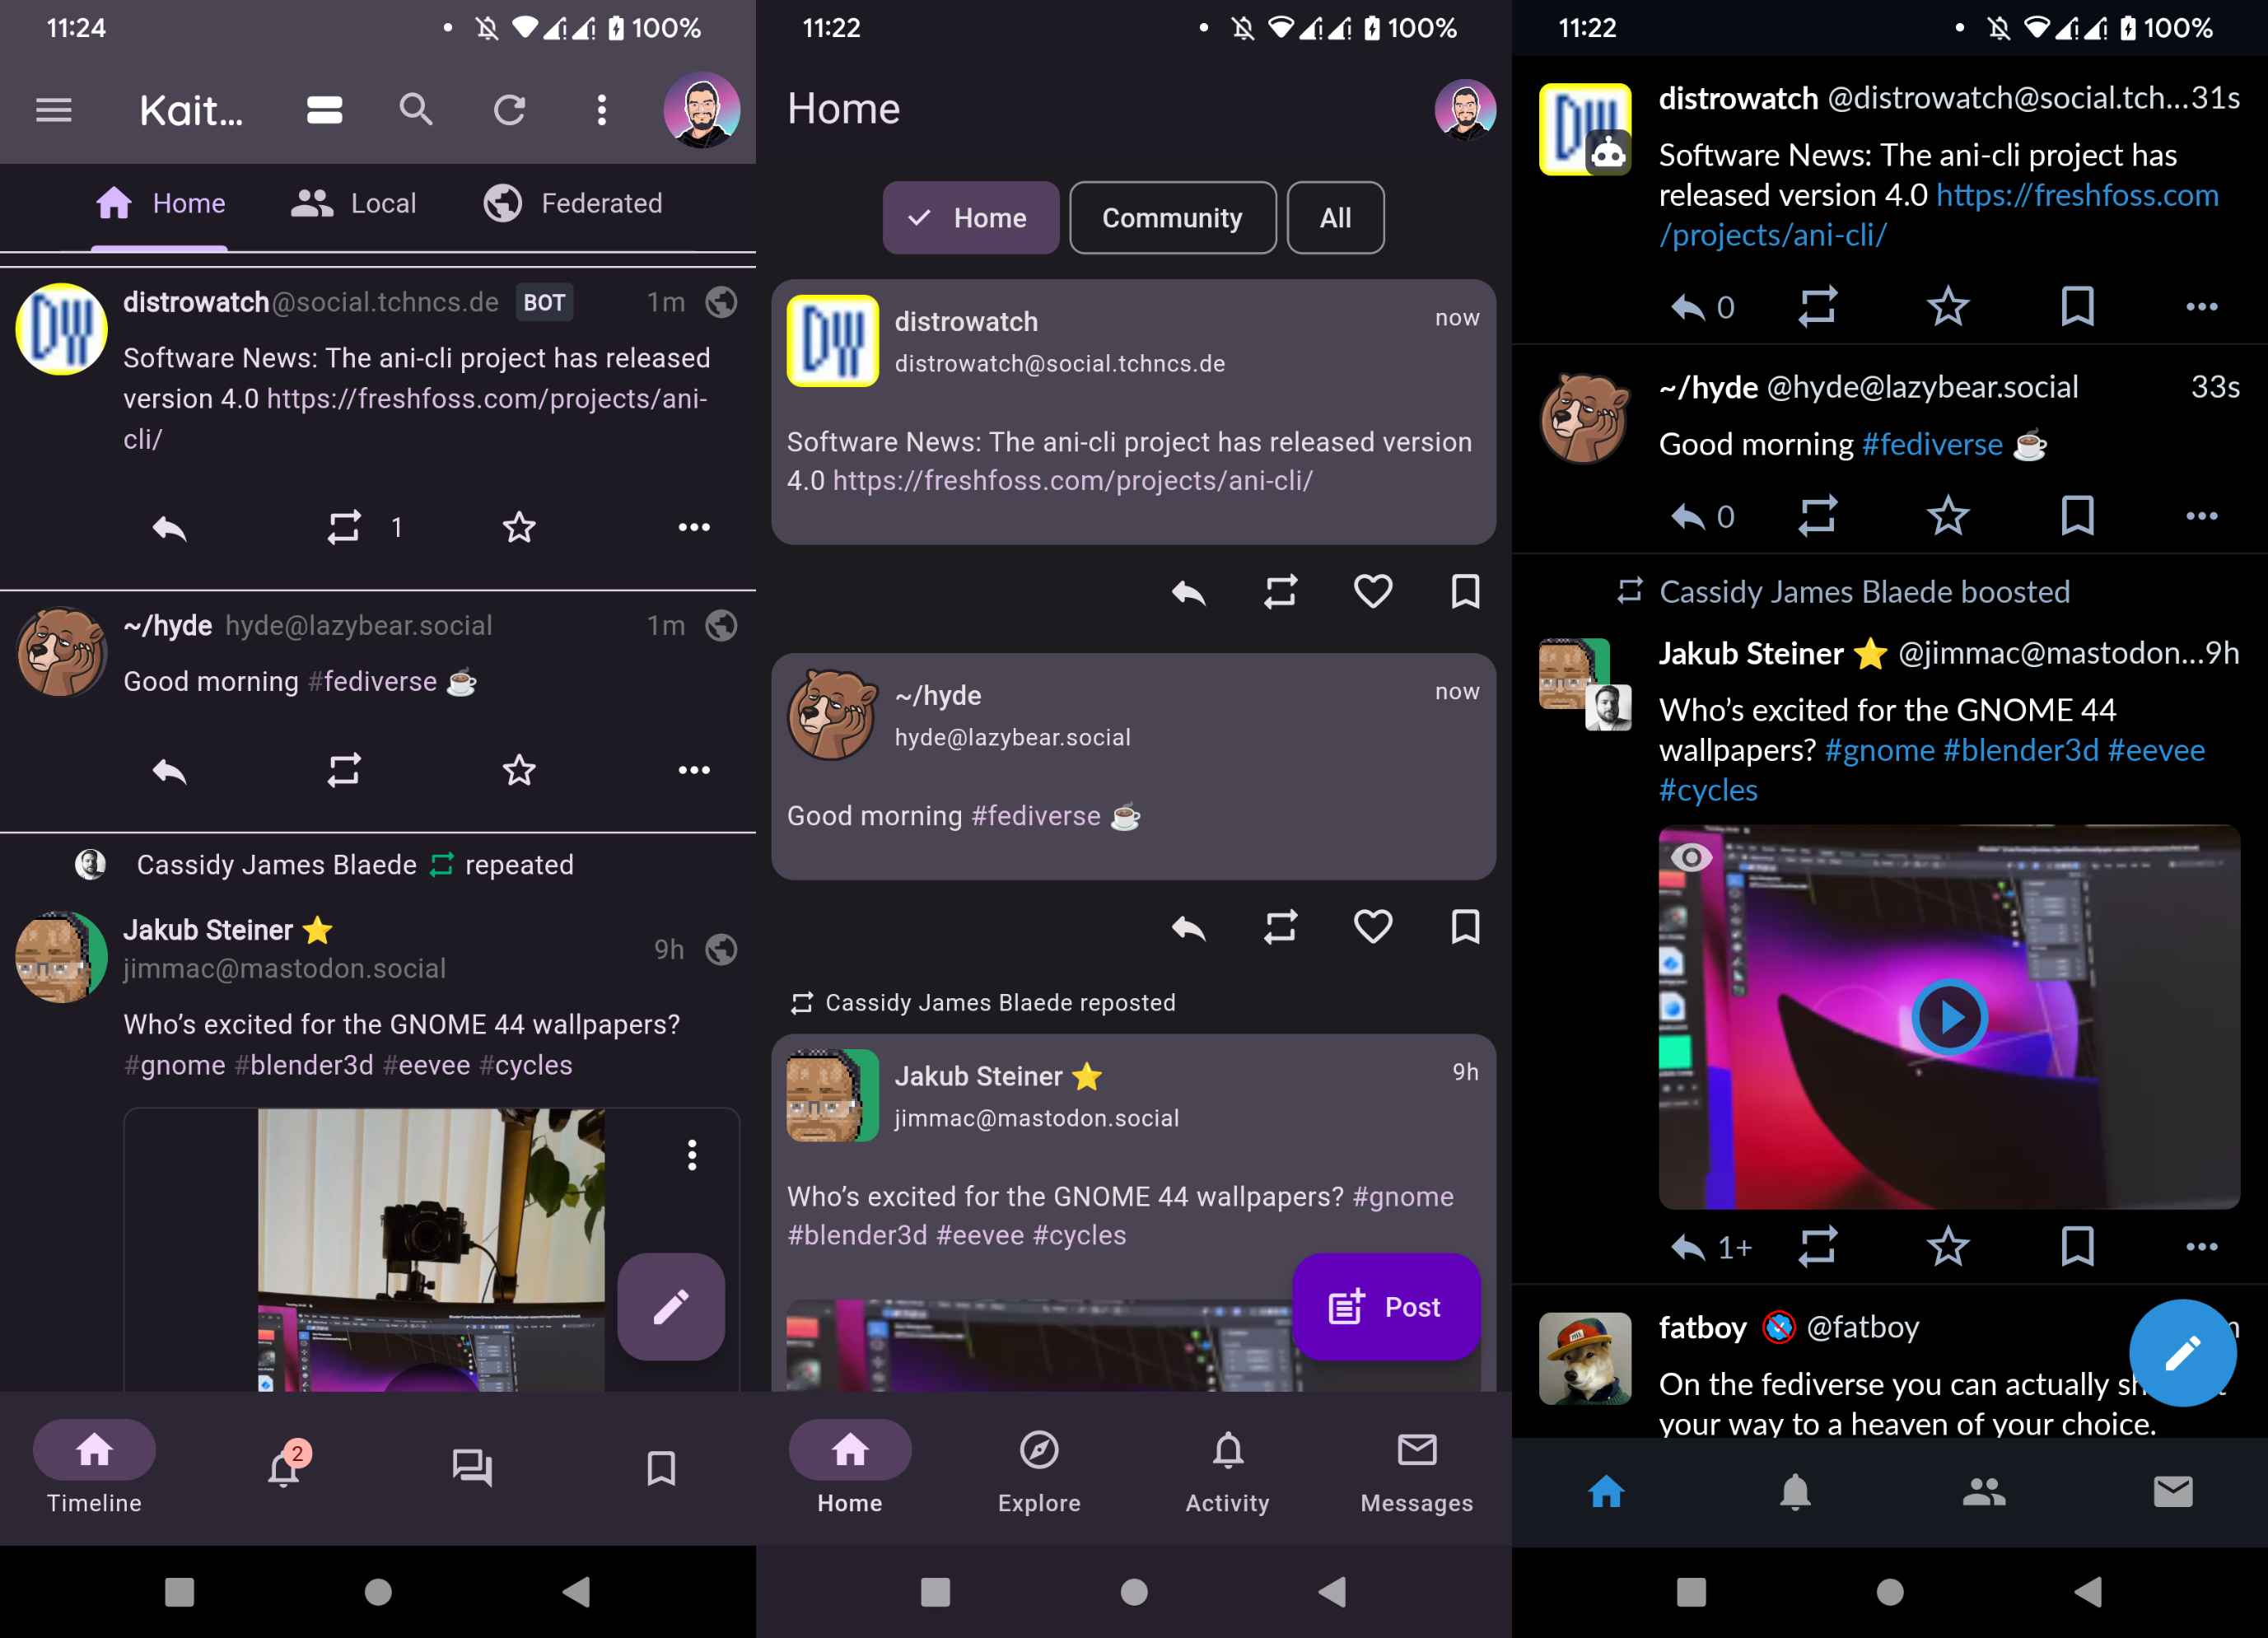 11:24
100%
Kait...
Home
Local
Federated
DW
distrowatch@social.tchncs.de BOT 1m
Software News: The ani-cli project has released
version 4.0 https://freshfoss.com/projects/ani-
cli/
1
~/hyde hyde@lazybear.social 1m
Good morning #fediverse ☕
Cassidy James Blaede repeated
Jakub Steiner ⭐
jimmac@mastodon.social
9h
Who’s excited for the GNOME 44 wallpapers?
#gnome #blender3d #eevee #cycles
2
Timeline
11:22
100%
Home
Home
Community
All
DW
distrowatch
now
distrowatch@social.tchncs.de
Software News: The ani-cli project has released version
4.0 https://freshfoss.com/projects/ani-cli/
~/hyde
now
hyde@lazybear.social
Good morning #fediverse ☕
Cassidy James Blaede reposted
Jakub Steiner ⭐
9h
jimmac@mastodon.social
Who’s excited for the GNOME 44 wallpapers? #gnome
#blender3d #eevee #cycles
Post
Home
Explore
Activity
Messages
11:22
100%
distrowatch @distrowatch@social.tch...31s
Software News: The ani-cli project has
released version 4.0 https://freshfoss.com
/projects/ani-cli/
0
~/hyde @hyde@lazybear.social 33s
Good morning #fediverse ☕
0
Cassidy James Blaede boosted
Jakub Steiner ⭐ @jimmac@mastodon...9h
Who’s excited for the GNOME 44
wallpapers? #gnome #blender3d #eevee
#cycles
1+
fatboy @fatboy
On the fediverse you can actually
your way to a heaven of your choice.